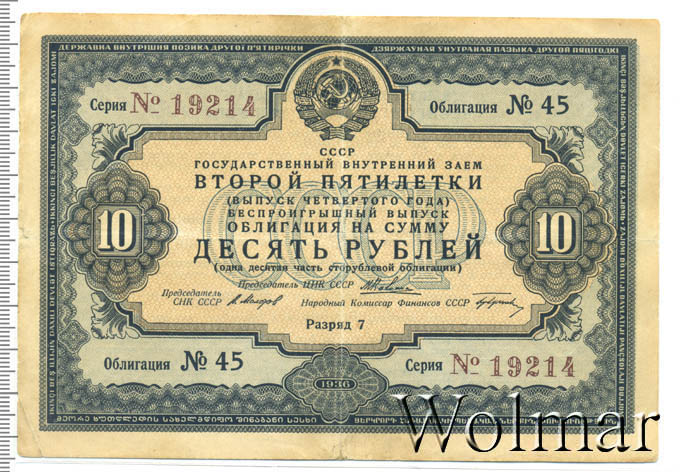 ДЕРЖАВНА ВНУТРІШНЯ ПОЗИКА ДРУГОЇ П'ЯТИРІЧКИ
ДЗЯРЖАЎНАЯ УНУТРАНАЯ ПАЗЫКА ДРУГОЙ ПЯЦІГОДКІ
Серия № 19214
Облигация № 45
СССР
ГОСУДАРСТВЕННЫЙ ВНУТРЕННИЙ ЗАЕМ
ВТОРОЙ ПЯТИЛЕТКИ
(ВЫПУСК ЧЕТВЕРТОГО ГОДА)
БЕСПРОИГРЫШНЫЙ ВЫПУСК
ОБЛИГАЦИЯ НА СУММУ
10
ДЕСЯТЬ РУБЛЕЙ
10
(одна десятая часть сторублевой облигации)
Председатель СНК СССР
Председатель ЦИК СССР
Народный Комиссар Финансов СССР
Разряд 7
Облигация № 45
Серия № 19214
1936
Wolmar